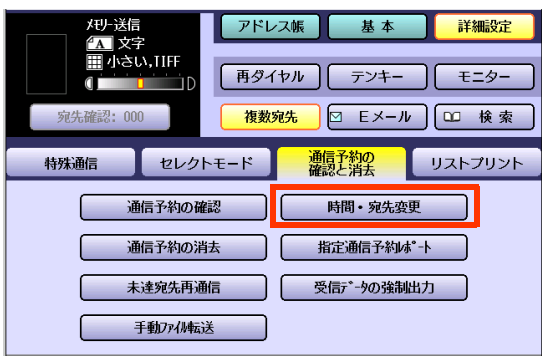 ﾒﾓﾘｰ送信
A 文字
小さい,TIFF
D
宛先確認: 000
アドレス帳
基 本
詳細設定
再ダイヤル
テンキー
モニター
複数宛先
Eメール
検 索
特殊通信
セレクトモード
通信予約の
確認と消去
リストプリント
通信予約の確認
時間・宛先変更
通信予約の消去
指定通信予約ﾚﾎﾟｰﾄ
未達宛先再通信
受信ﾃﾞｰﾀの強制出力
手動ﾌｧｲﾙ転送